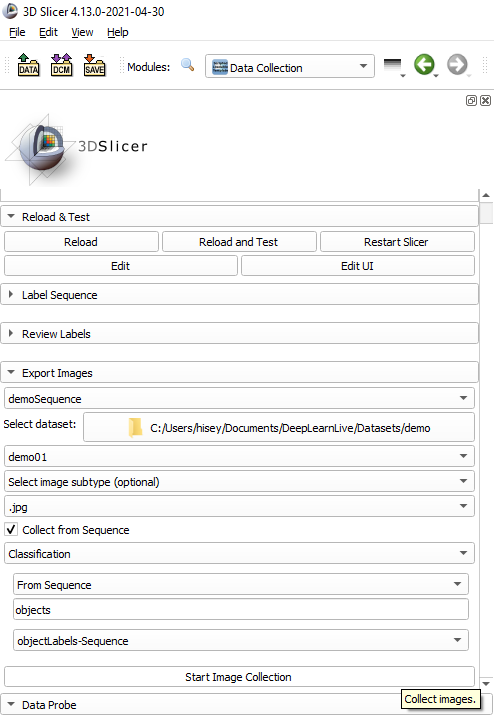 3D Slicer 4.13.0-2021-04-30
File Edit View Help
DATA DCM SAVE Modules: Data Collection
3DSlicer
Reload & Test
Reload Reload and Test Restart Slicer
Edit Edit UI
Label Sequence
Review Labels
Export Images
demoSequence
Select dataset: C:/Users/hisey/Documents/DeepLearnLive/Datasets/demo
demo01
Select image subtype (optional)
.jpg
Collect from Sequence
Classification
From Sequence
objects
objectLabels-Sequence
Start Image Collection
Collect images.
Data Probe